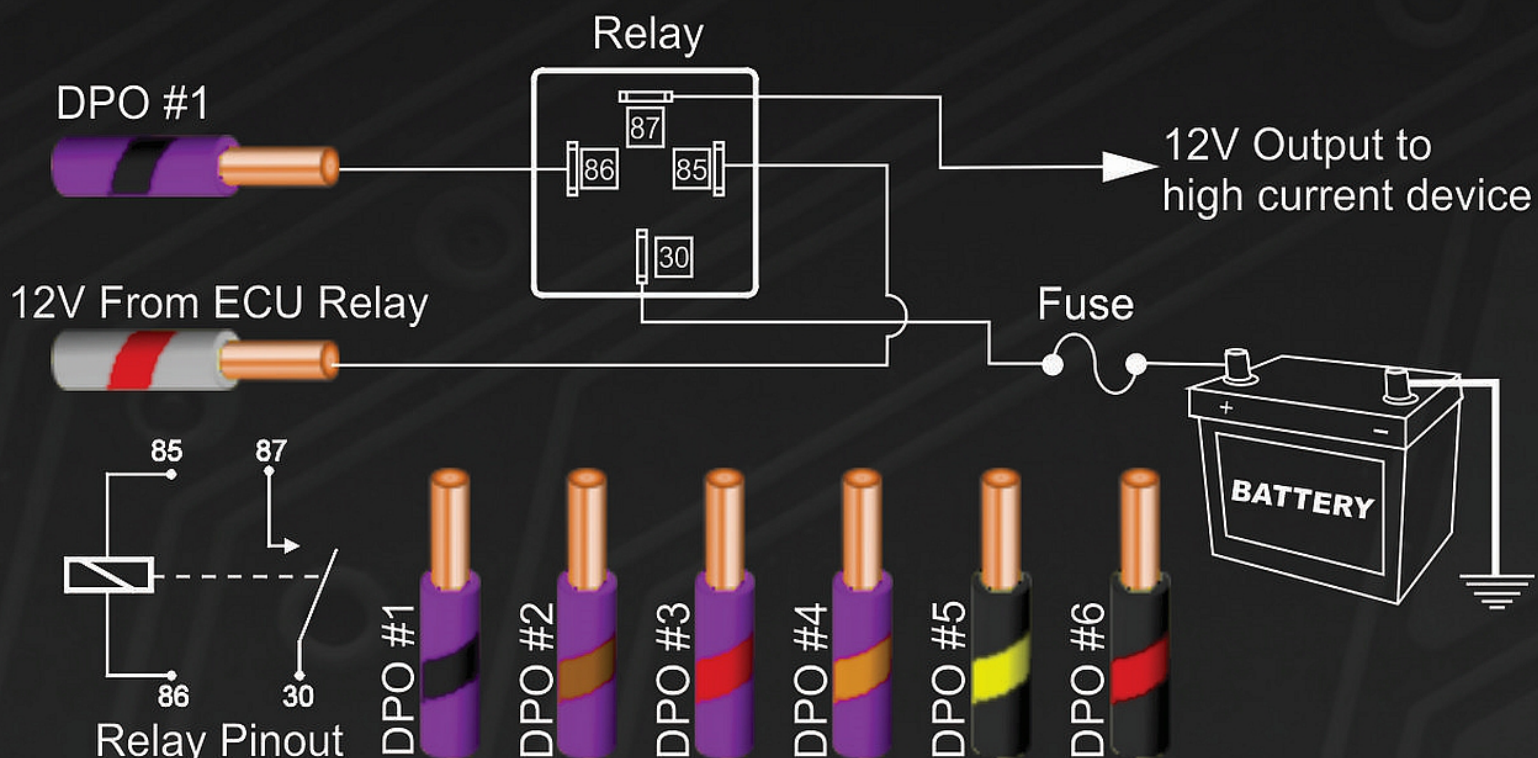 Relay
DPO #1
87
86
85
30
12V Output to
high current device
12V From ECU Relay
Fuse
+
-
BATTERY
85
87
86
30
Relay Pinout
DPO #1
DPO #2
DPO #3
DPO #4
DPO #5
DPO #6